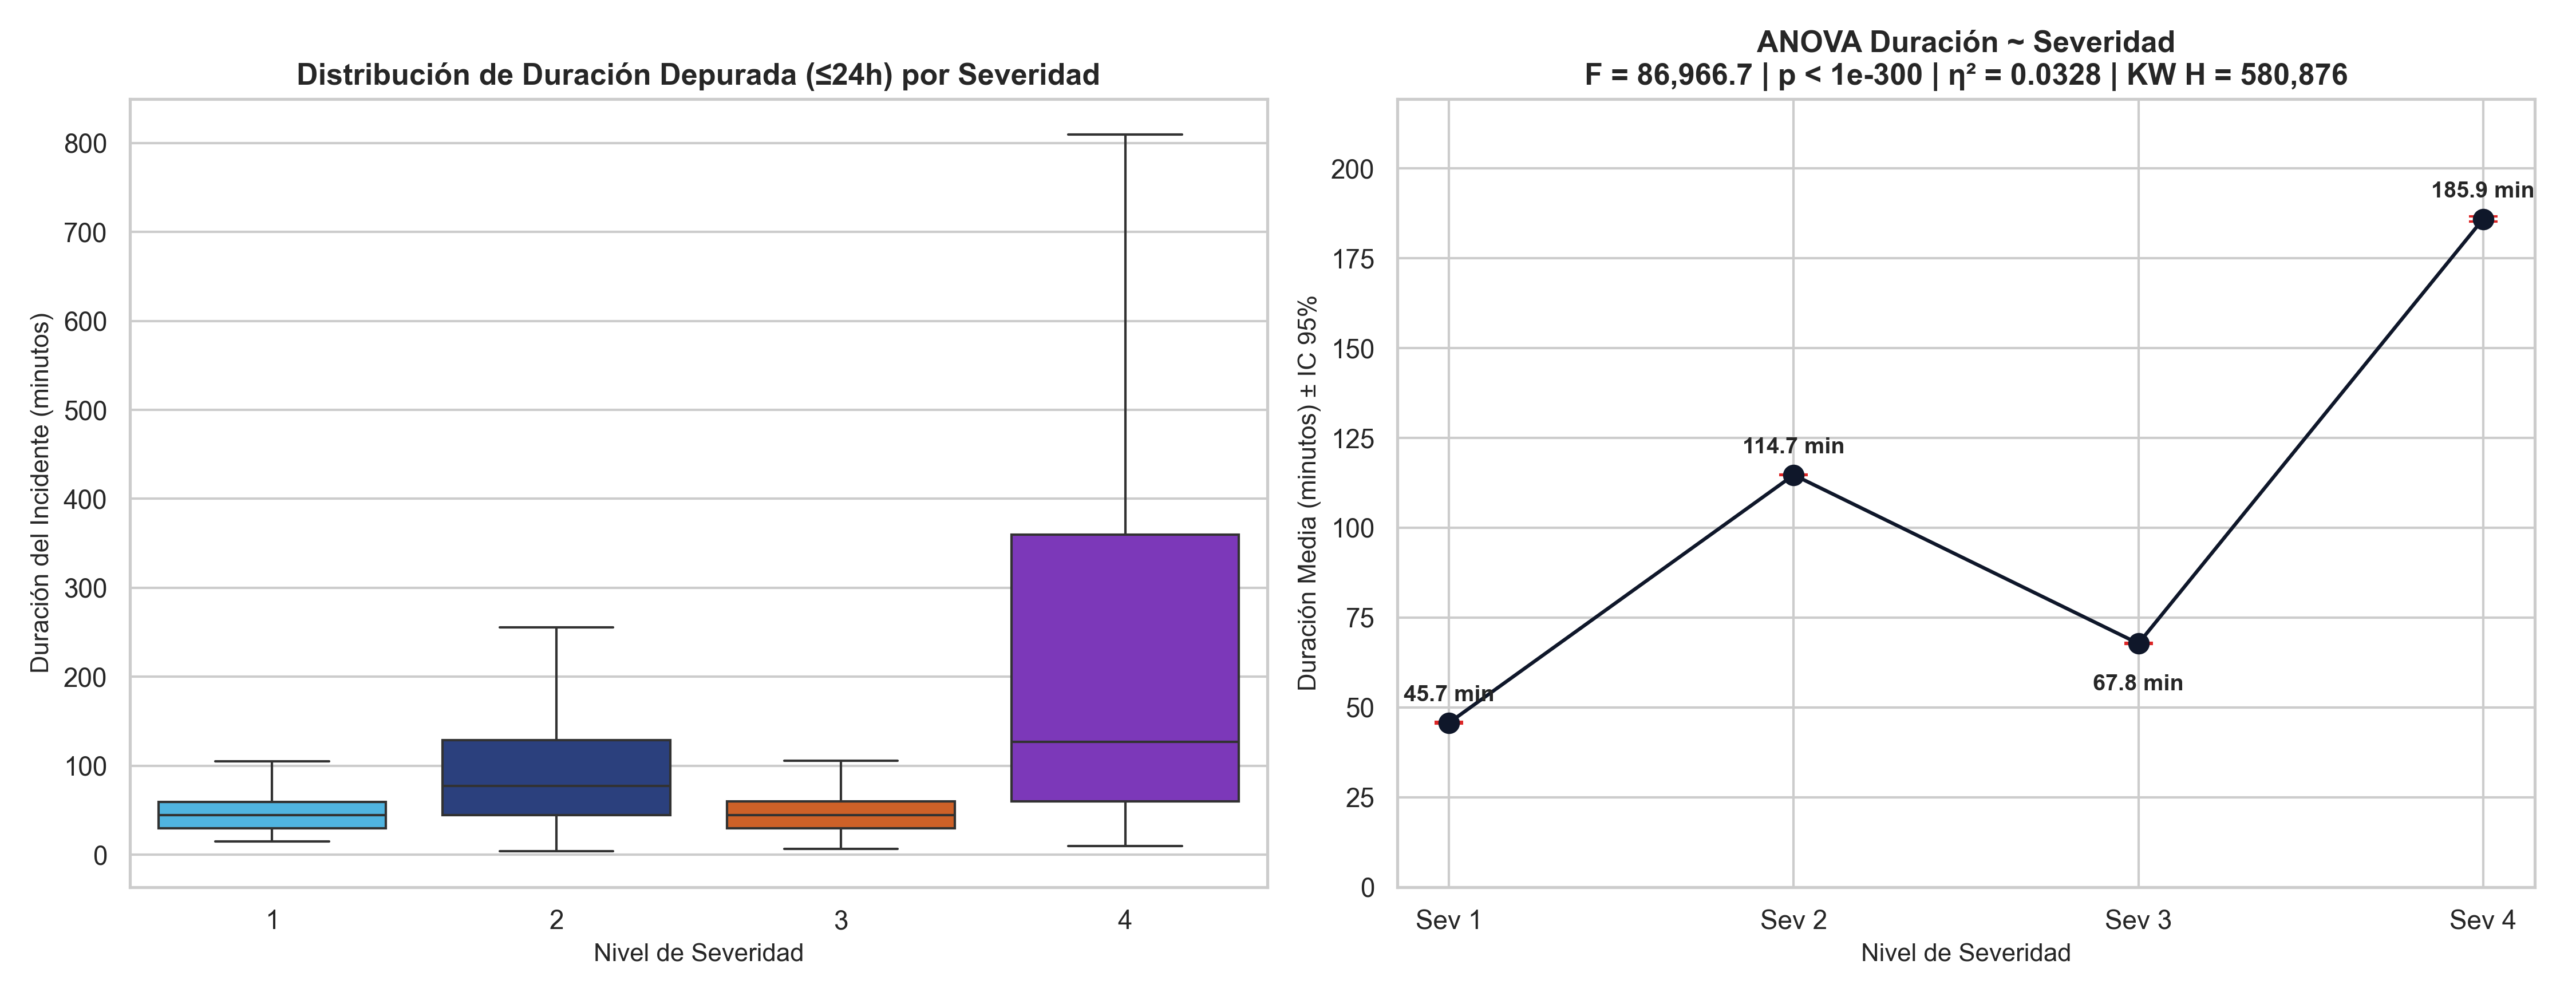 Distribución de Duración Depurada (≤24h) por Severidad
800
700
600
500
400
300
200
100
0
Duración del Incidente (minutos)
1
2
3
4
Nivel de Severidad
ANOVA Duración ~ Severidad
F = 86,966.7 | p < 1e-300 | η² = 0.0328 | KW H = 580,876
200
175
150
125
100
75
50
25
0
Duración Media (minutos) ± IC 95%
45.7 min
114.7 min
67.8 min
185.9 min
Sev 1
Sev 2
Sev 3
Sev 4
Nivel de Severidad